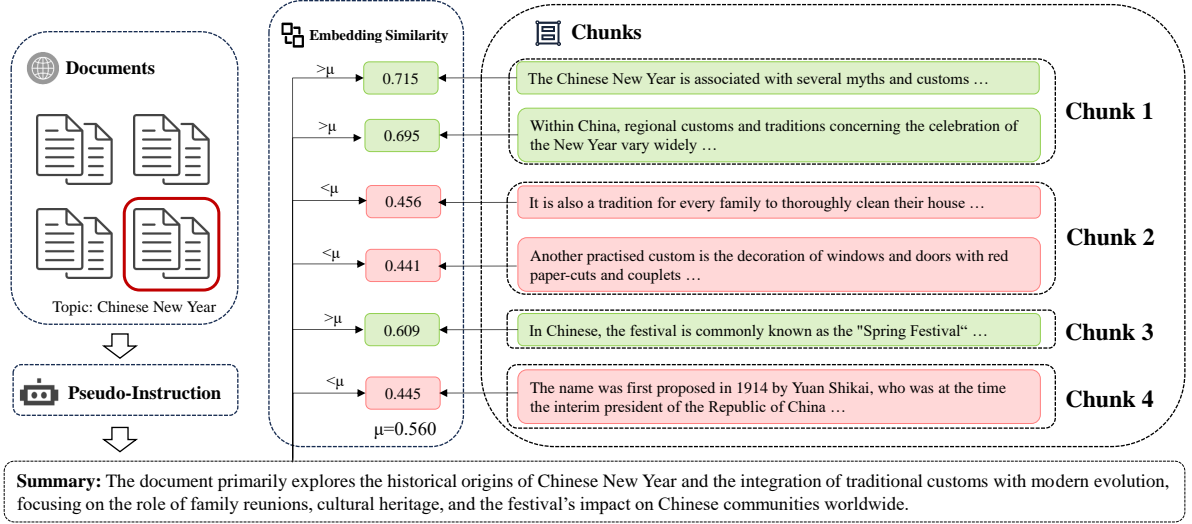 Documents
Topic: Chinese New Year
Pseudo-Instruction
Embedding Similarity
>μ
0.715
>μ
0.695
<μ
0.456
<μ
0.441
>μ
0.609
<μ
0.445
μ=0.560
Chunks
The Chinese New Year is associated with several myths and customs …
Within China, regional customs and traditions concerning the celebration of
the New Year vary widely …
Chunk 1
It is also a tradition for every family to thoroughly clean their house …
Another practised custom is the decoration of windows and doors with red
paper-cuts and couplets …
Chunk 2
In Chinese, the festival is commonly known as the "Spring Festival“ …
Chunk 3
The name was first proposed in 1914 by Yuan Shikai, who was at the time
the interim president of the Republic of China …
Chunk 4
Summary: The document primarily explores the historical origins of Chinese New Year and the integration of traditional customs with modern evolution,
focusing on the role of family reunions, cultural heritage, and the festival’s impact on Chinese communities worldwide.